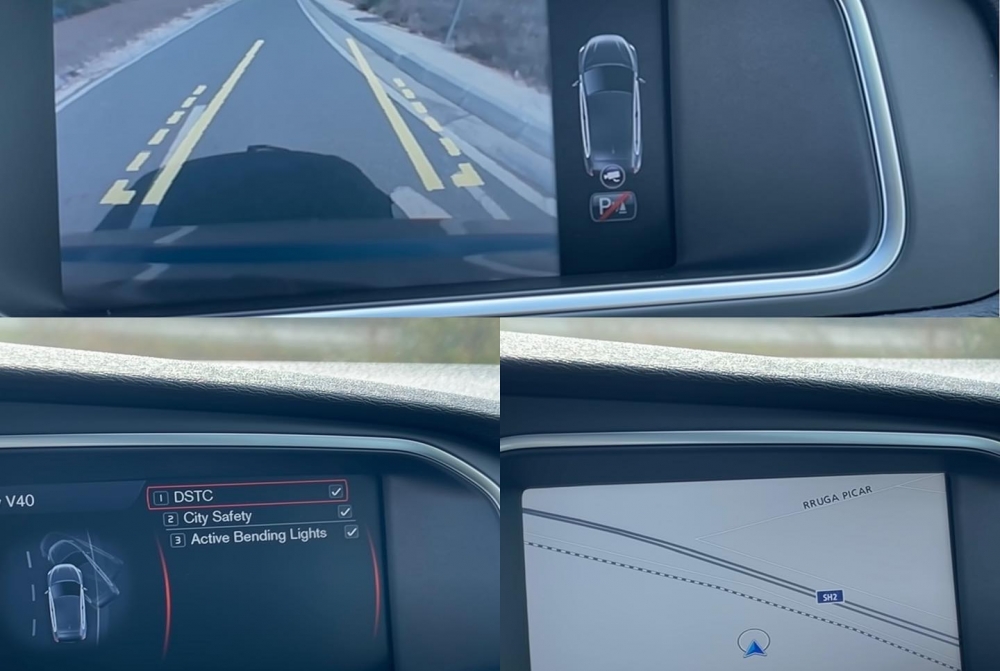 P
V40
1 DSTC
2 City Safety
3 Active Bending Lights
RRUGA PICAR
SH2